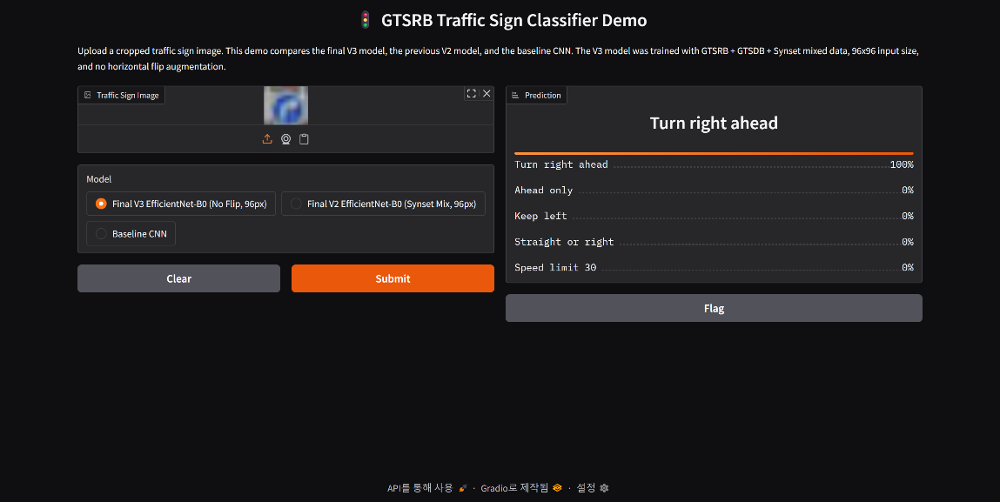 🚦 GTSRB Traffic Sign Classifier Demo
Upload a cropped traffic sign image. This demo compares the final V3 model, the previous V2 model, and the baseline CNN. The V3 model was trained with GTSRB + GTSDB + Synset mixed data, 96x96 input size,
and no horizontal flip augmentation.
Traffic Sign Image
Model
Final V3 EfficientNet-B0 (No Flip, 96px)
Final V2 EfficientNet-B0 (Synset Mix, 96px)
Baseline CNN
Clear
Submit
Prediction
Turn right ahead
Turn right ahead 100%
Ahead only 0%
Keep left 0%
Straight or right 0%
Speed limit 30 0%
Flag
API를 통해 사용 · Gradio로 제작됨 · 설정